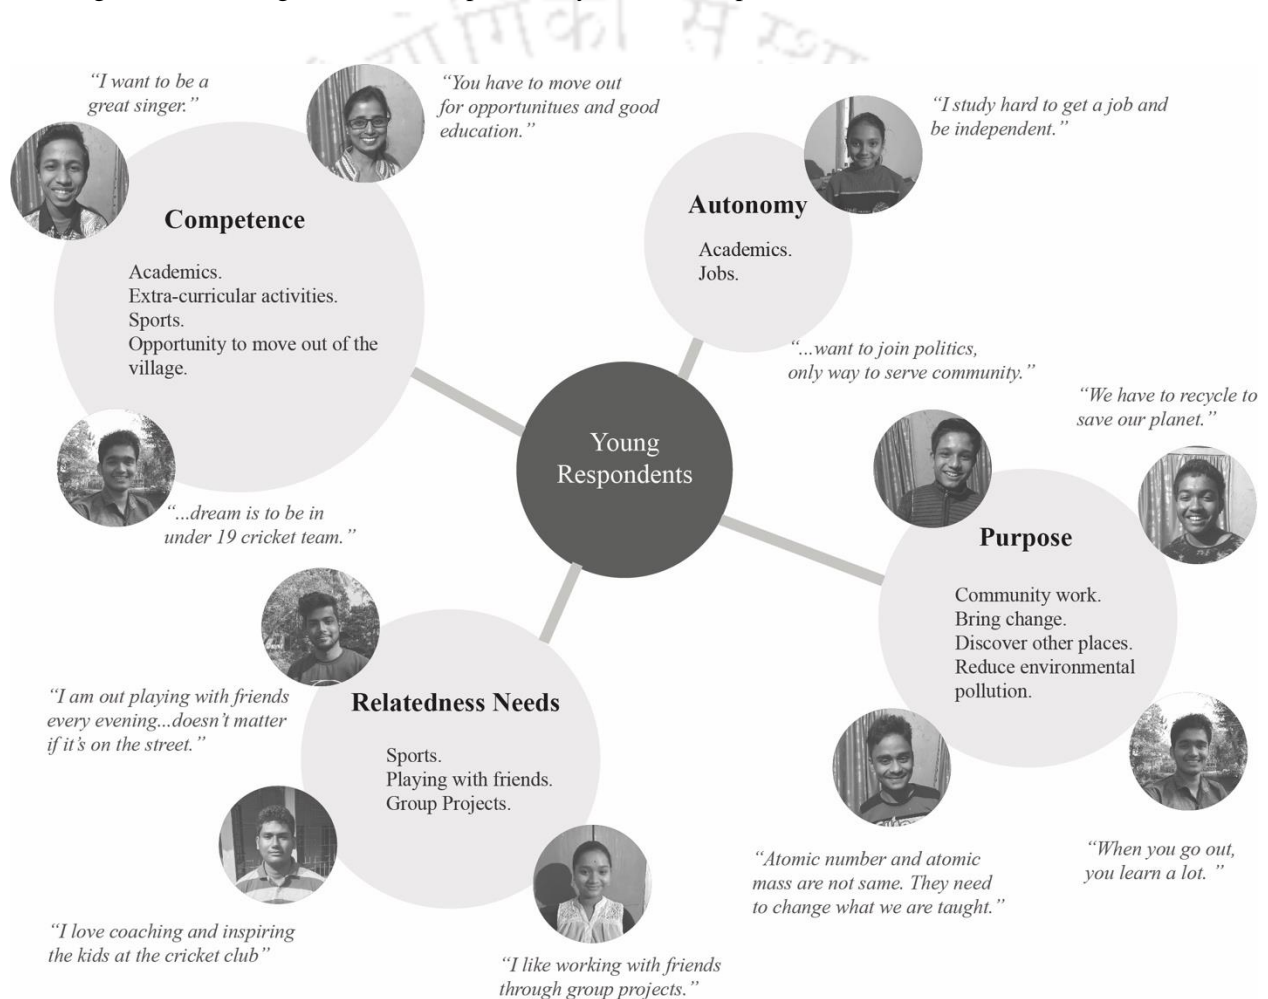 “I want to be a
great singer.”
“You have to move out
for opportunitues and good
education.”
“I study hard to get a job and
be independent.”
Competence
Academics.
Extra-curricular activities.
Sports.
Opportunity to move out of the
village.
Autonomy
Academics.
Jobs.
“...want to join politics,
only way to serve community.”
“We have to recycle to
save our planet.”
Young
Respondents
“...dream is to be in
under 19 cricket team.”
Purpose
Community work.
Bring change.
Discover other places.
Reduce environmental
pollution.
“I am out playing with friends
every evening...doesn’t matter
if it’s on the street.”
Relatedness Needs
Sports.
Playing with friends.
Group Projects.
“Atomic number and atomic
mass are not same. They need
to change what we are taught.”
“When you go out,
you learn a lot. ”
“I love coaching and inspiring
the kids at the cricket club”
“I like working with friends
through group projects.”